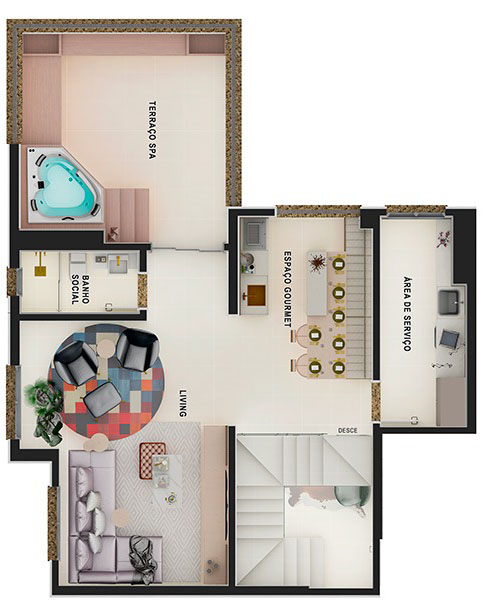 TERRAÇO SPA
BANHO
SOCIAL
ESPAÇO GOURMET
ÁREA DE SERVIÇO
LIVING
DESCE